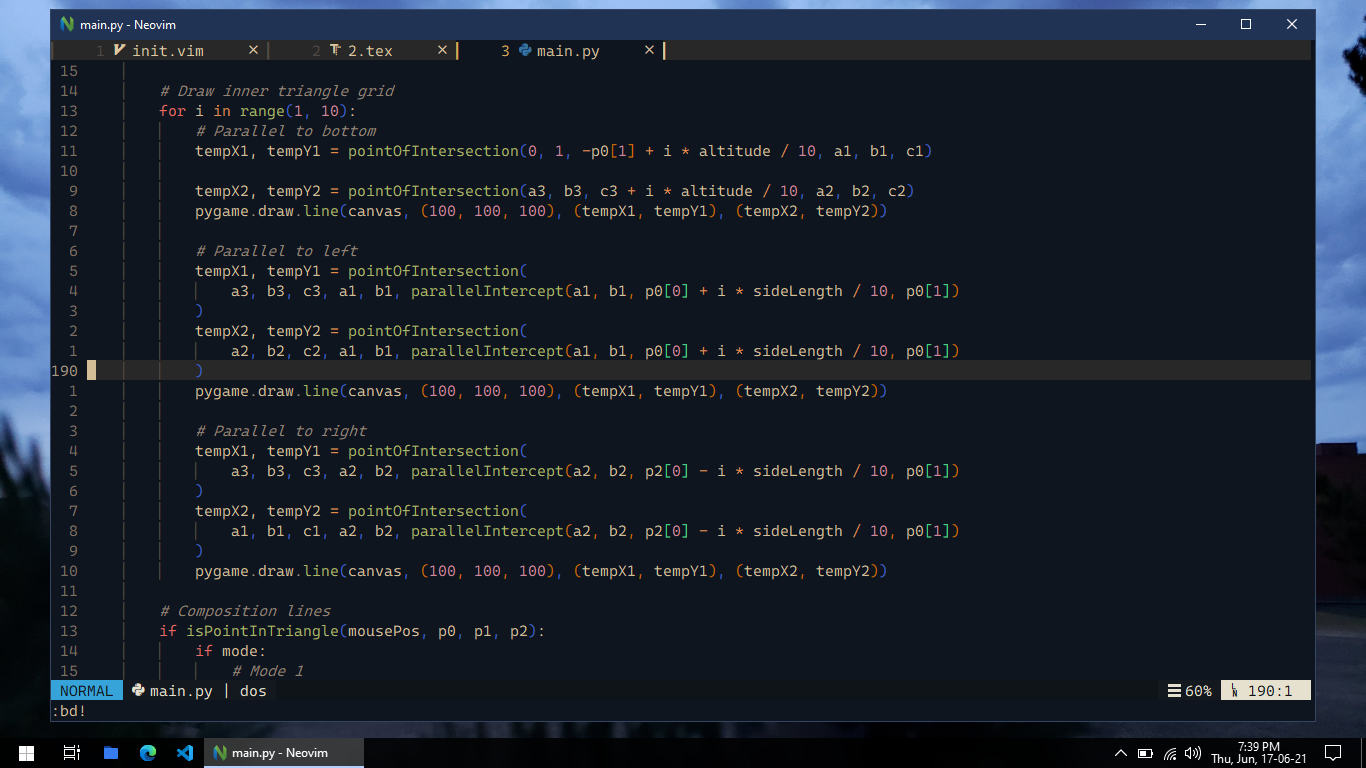 main.py - Neovim
1 init.vim × 2 2.tex × 3 main.py ×
15
14 # Draw inner triangle grid
13 for i in range(1, 10):
12 # Parallel to bottom
11 tempX1, tempY1 = pointOfIntersection(0, 1, -p0[1] + i * altitude / 10, a1, b1, c1)
10
9 tempX2, tempY2 = pointOfIntersection(a3, b3, c3 + i * altitude / 10, a2, b2, c2)
8 pygame.draw.line(canvas, (100, 100, 100), (tempX1, tempY1), (tempX2, tempY2))
7
6 # Parallel to left
5 tempX1, tempY1 = pointOfIntersection(
4 a3, b3, c3, a1, b1, parallelIntercept(a1, b1, p0[0] + i * sideLength / 10, p0[1])
3 )
2 tempX2, tempY2 = pointOfIntersection(
1 a2, b2, c2, a1, b1, parallelIntercept(a1, b1, p0[0] + i * sideLength / 10, p0[1])
190 )
1 pygame.draw.line(canvas, (100, 100, 100), (tempX1, tempY1), (tempX2, tempY2))
2
3 # Parallel to right
4 tempX1, tempY1 = pointOfIntersection(
5 a3, b3, c3, a2, b2, parallelIntercept(a2, b2, p2[0] - i * sideLength / 10, p0[1])
6 )
7 tempX2, tempY2 = pointOfIntersection(
8 a1, b1, c1, a2, b2, parallelIntercept(a2, b2, p2[0] - i * sideLength / 10, p0[1])
9 )
10 pygame.draw.line(canvas, (100, 100, 100), (tempX1, tempY1), (tempX2, tempY2))
11
12 # Composition lines
13 if isPointInTriangle(mousePos, p0, p1, p2):
14 if mode:
15 # Mode 1
NORMAL main.py | dos 60% LN 190:1
:bd!
main.py - Neovim
7:39 PM
Thu, Jun, 17-06-21